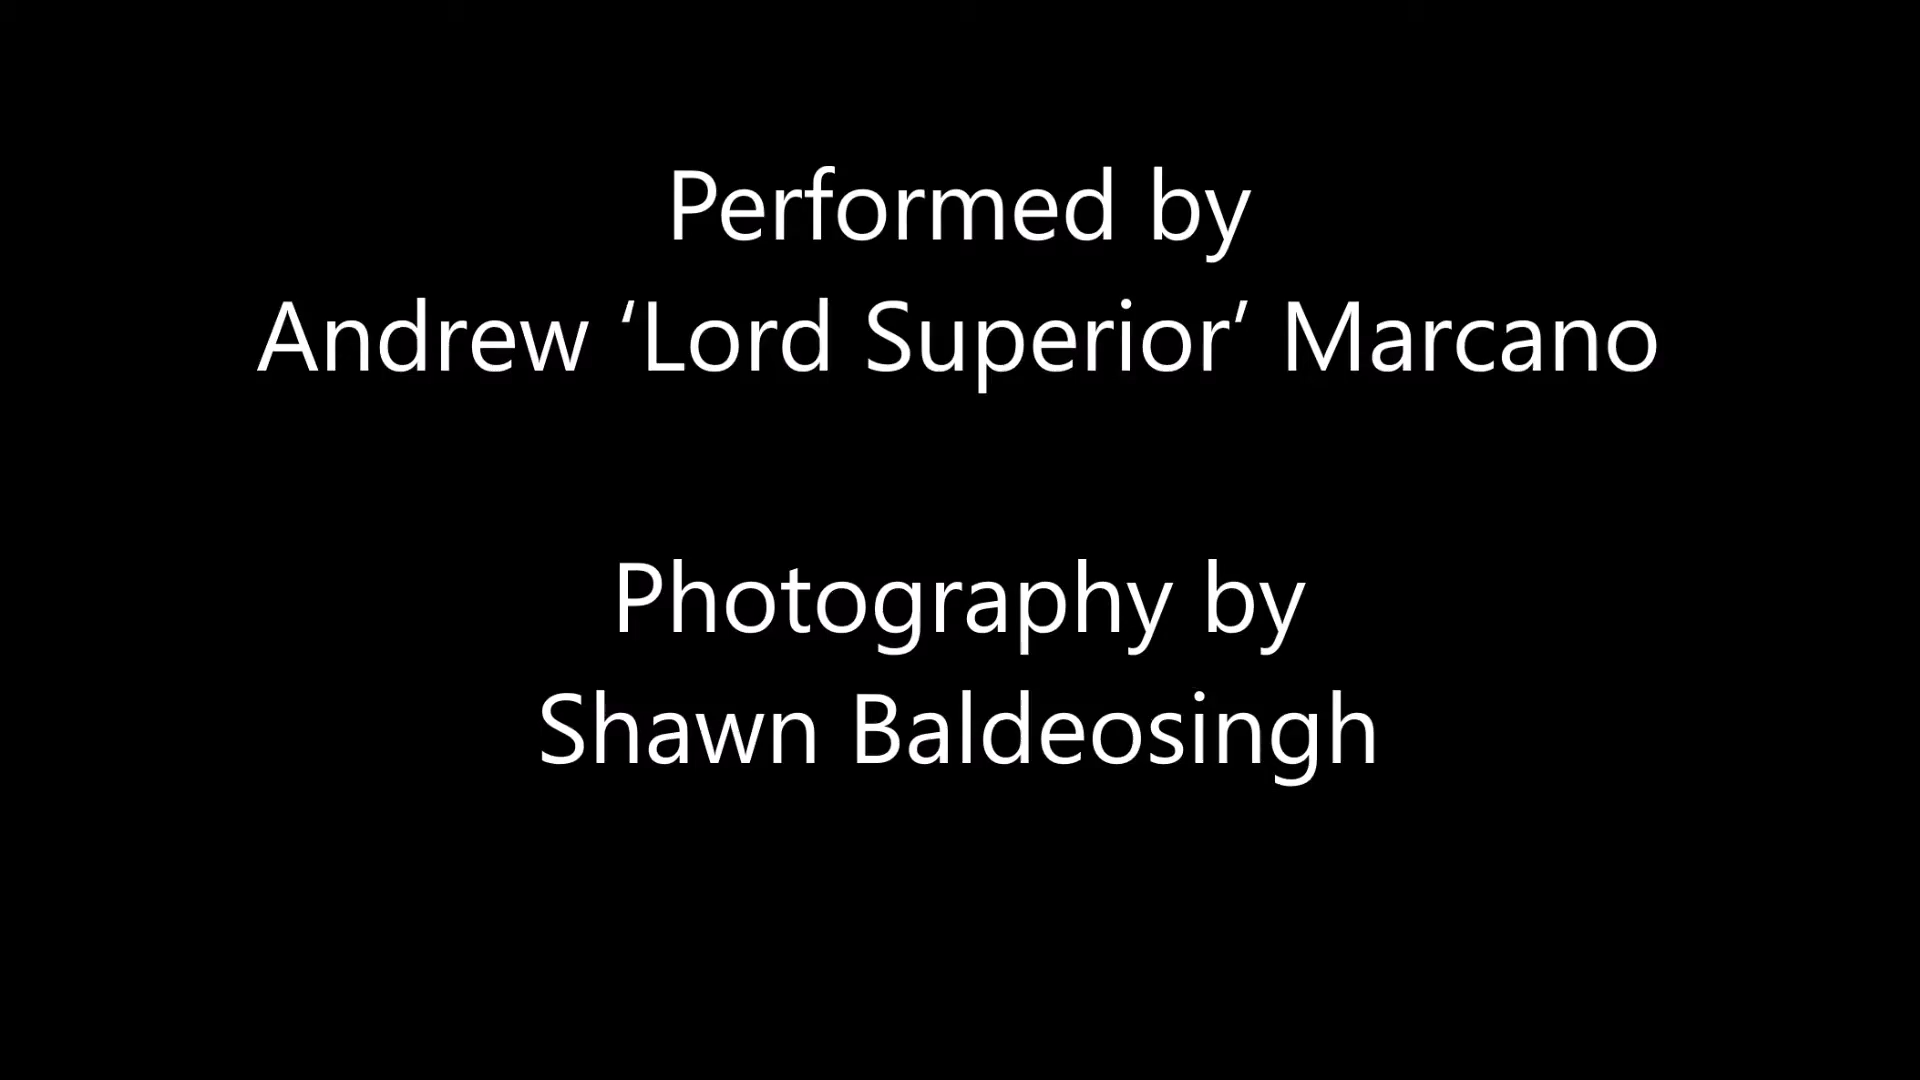 Performed by
Andrew ‘Lord Superior’ Marcano
Photography by
Shawn Baldeosingh